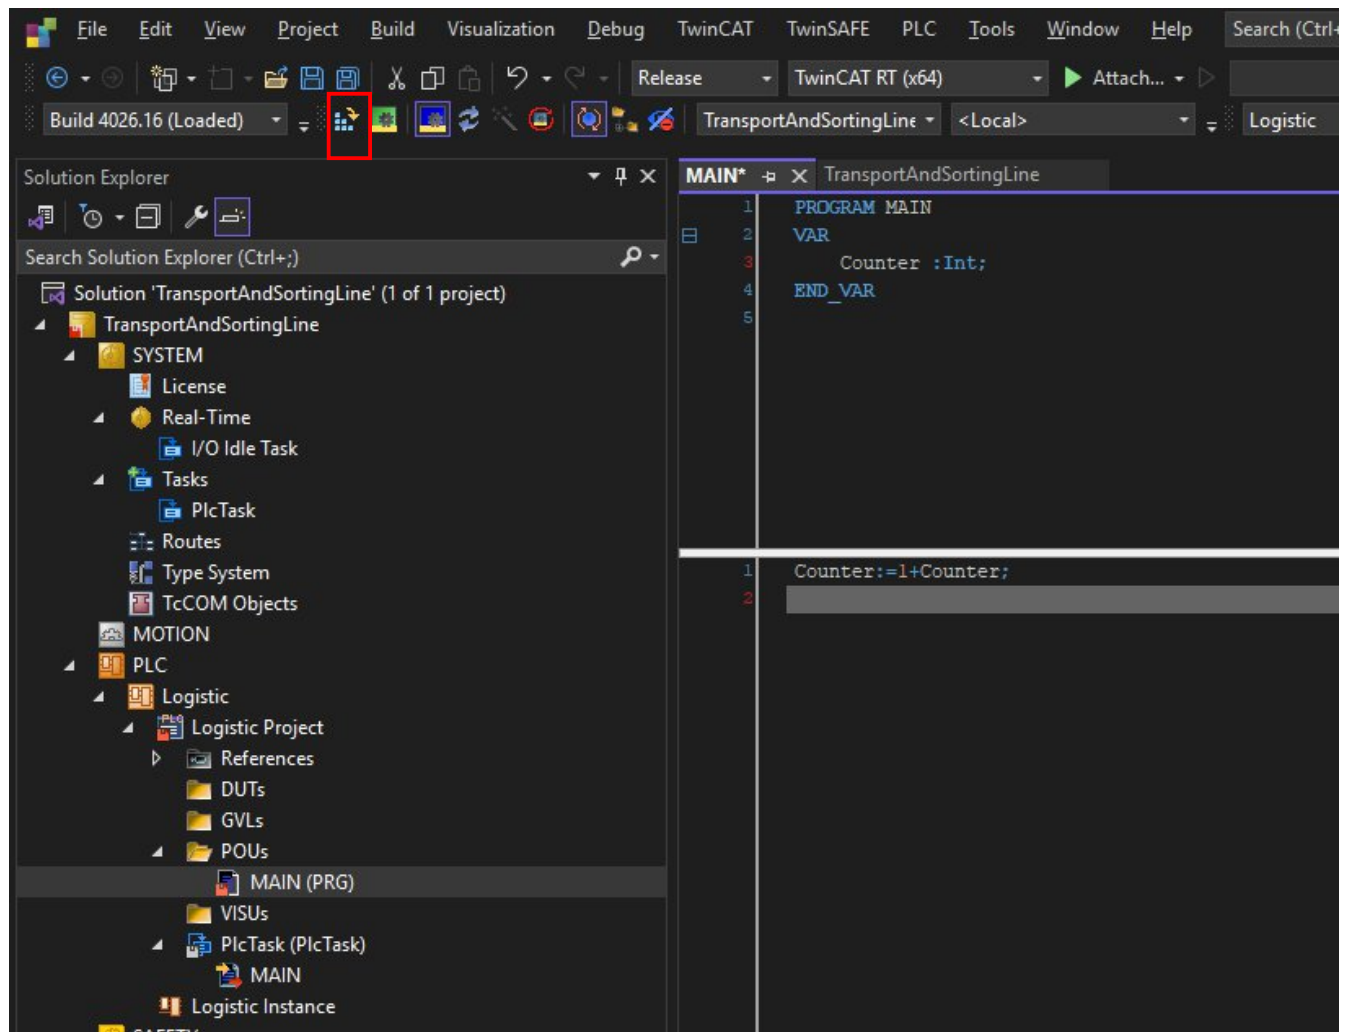 File Edit View Project Build Visualization Debug TwinCAT TwinSAFE PLC Tools Window Help Search (Ctrl+
Release TwinCAT RT (x64) Attach...
Build 4026.16 (Loaded) TransportAndSortingLine <Local> Logistic
Solution Explorer
MAIN* TransportAndSortingLine
Search Solution Explorer (Ctrl+;)
Solution 'TransportAndSortingLine' (1 of 1 project)
TransportAndSortingLine
SYSTEM
License
Real-Time
I/O Idle Task
Tasks
PlcTask
Routes
Type System
TcCOM Objects
MOTION
PLC
Logistic
Logistic Project
References
DUTs
GVLs
POUs
MAIN (PRG)
VISUs
PlcTask (PlcTask)
MAIN
Logistic Instance
SAFETY
1 PROGRAM MAIN
2 VAR
3 Counter :Int;
4 END_VAR
5
1 Counter:=1+Counter;
2